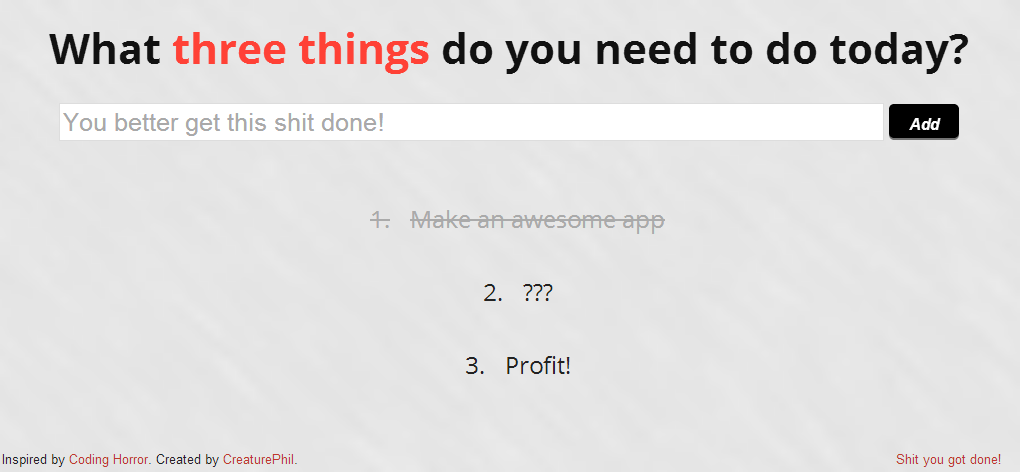 What three things do you need to do today?
You better get this shit done!
Add
1. Make an awesome app
2. ???
3. Profit!
Inspired by Coding Horror. Created by CreaturePhil.
Shit you got done!